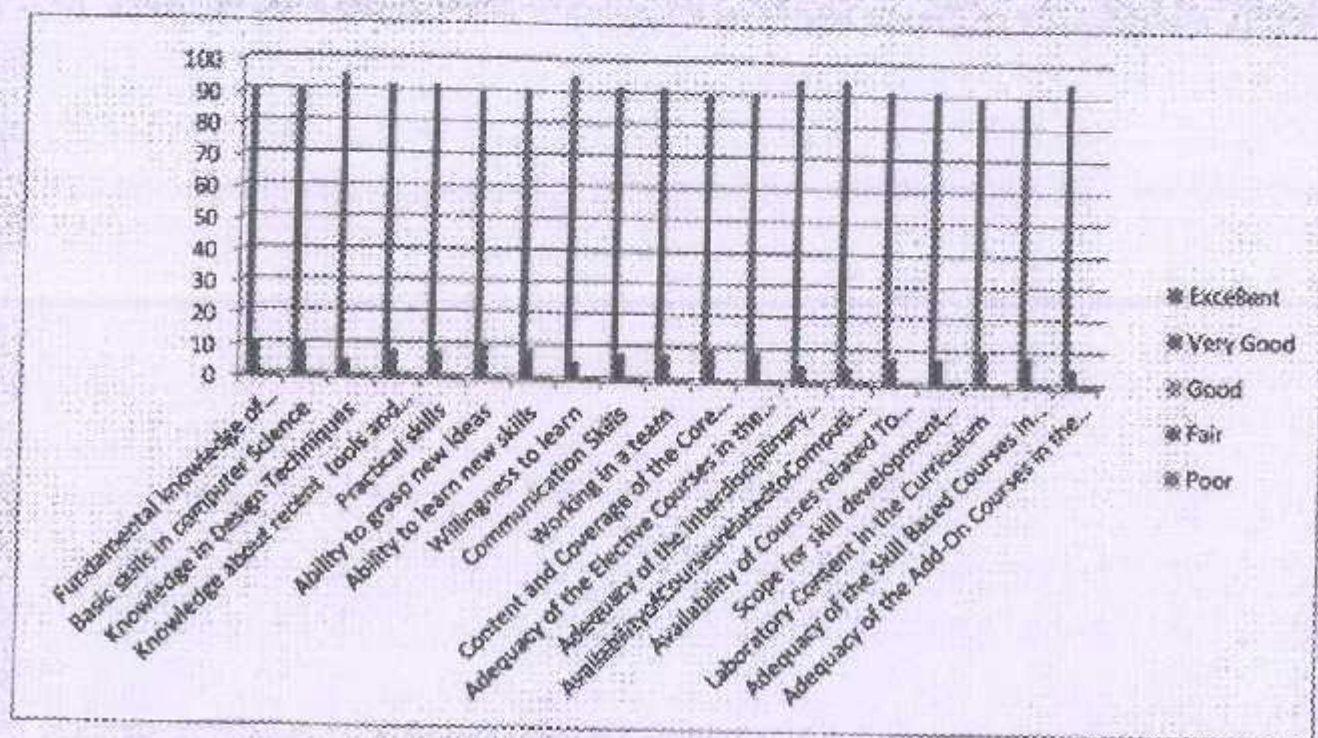 100
90
80
70
60
50
40
30
20
10
0
Fundamental knowledge of...
Basic skills in computer Science
Knowledge in Design Techniques
Knowledge about recent tools and...
Practical skills
Ability to grasp new ideas
Ability to learn new skills
Willingness to learn
Communication Skills
Working in a team
Content and Coverage of the Core...
Adequacy of the Elective Courses in the...
Adequacy of the Interdisciplinary...
Availability of Courses related To...
Scope for skill development...
Laboratory Content in the Curriculum
Adequacy of the Skill Based Courses in...
Adequacy of the Add-On Courses in the...
Excellent
Very Good
Good
Fair
Poor